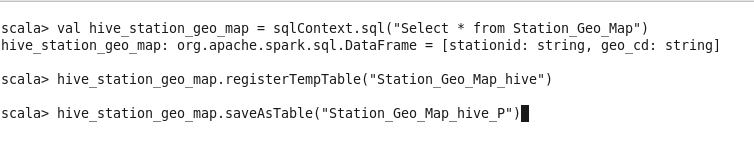 scala> val hive_station_geo_map = sqlContext.sql("Select * from Station_Geo_Map")
hive_station_geo_map: org.apache.spark.sql.DataFrame = [stationid: string, geo_cd: string]
scala> hive_station_geo_map.registerTempTable("Station_Geo_Map_hive")
scala> hive_station_geo_map.saveAsTable("Station_Geo_Map_hive_P")